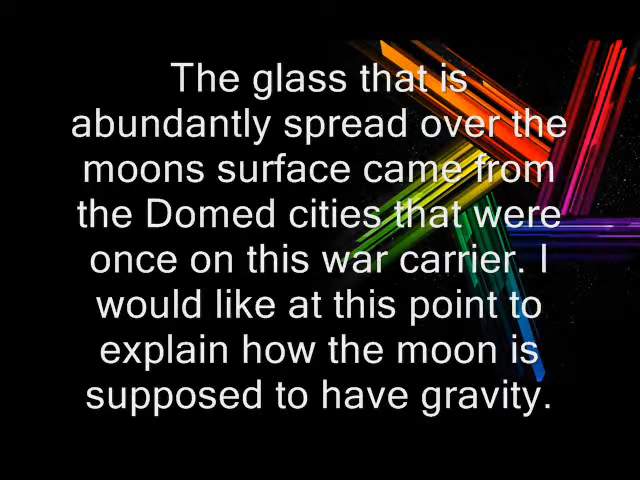 The glass that is
abundantly spread over the
moons surface came from
the Domed cities that were
once on this war carrier. I
would like at this point to
explain how the moon is
supposed to have gravity.